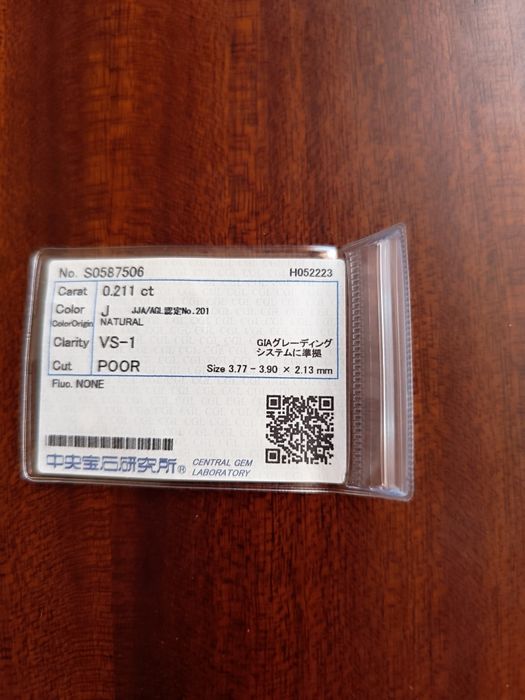 No. S0587506 H052223
Carat 0.211 ct
Color J JJA/AGL認定No.201
ColorOrigin NATURAL
Clarity VS-1 GIAグレーディング
システムに準拠
Cut POOR Size 3.77 - 3.90 × 2.13 mm
Fluo. NONE
中央宝石研究所® CENTRAL GEM
LABORATORY